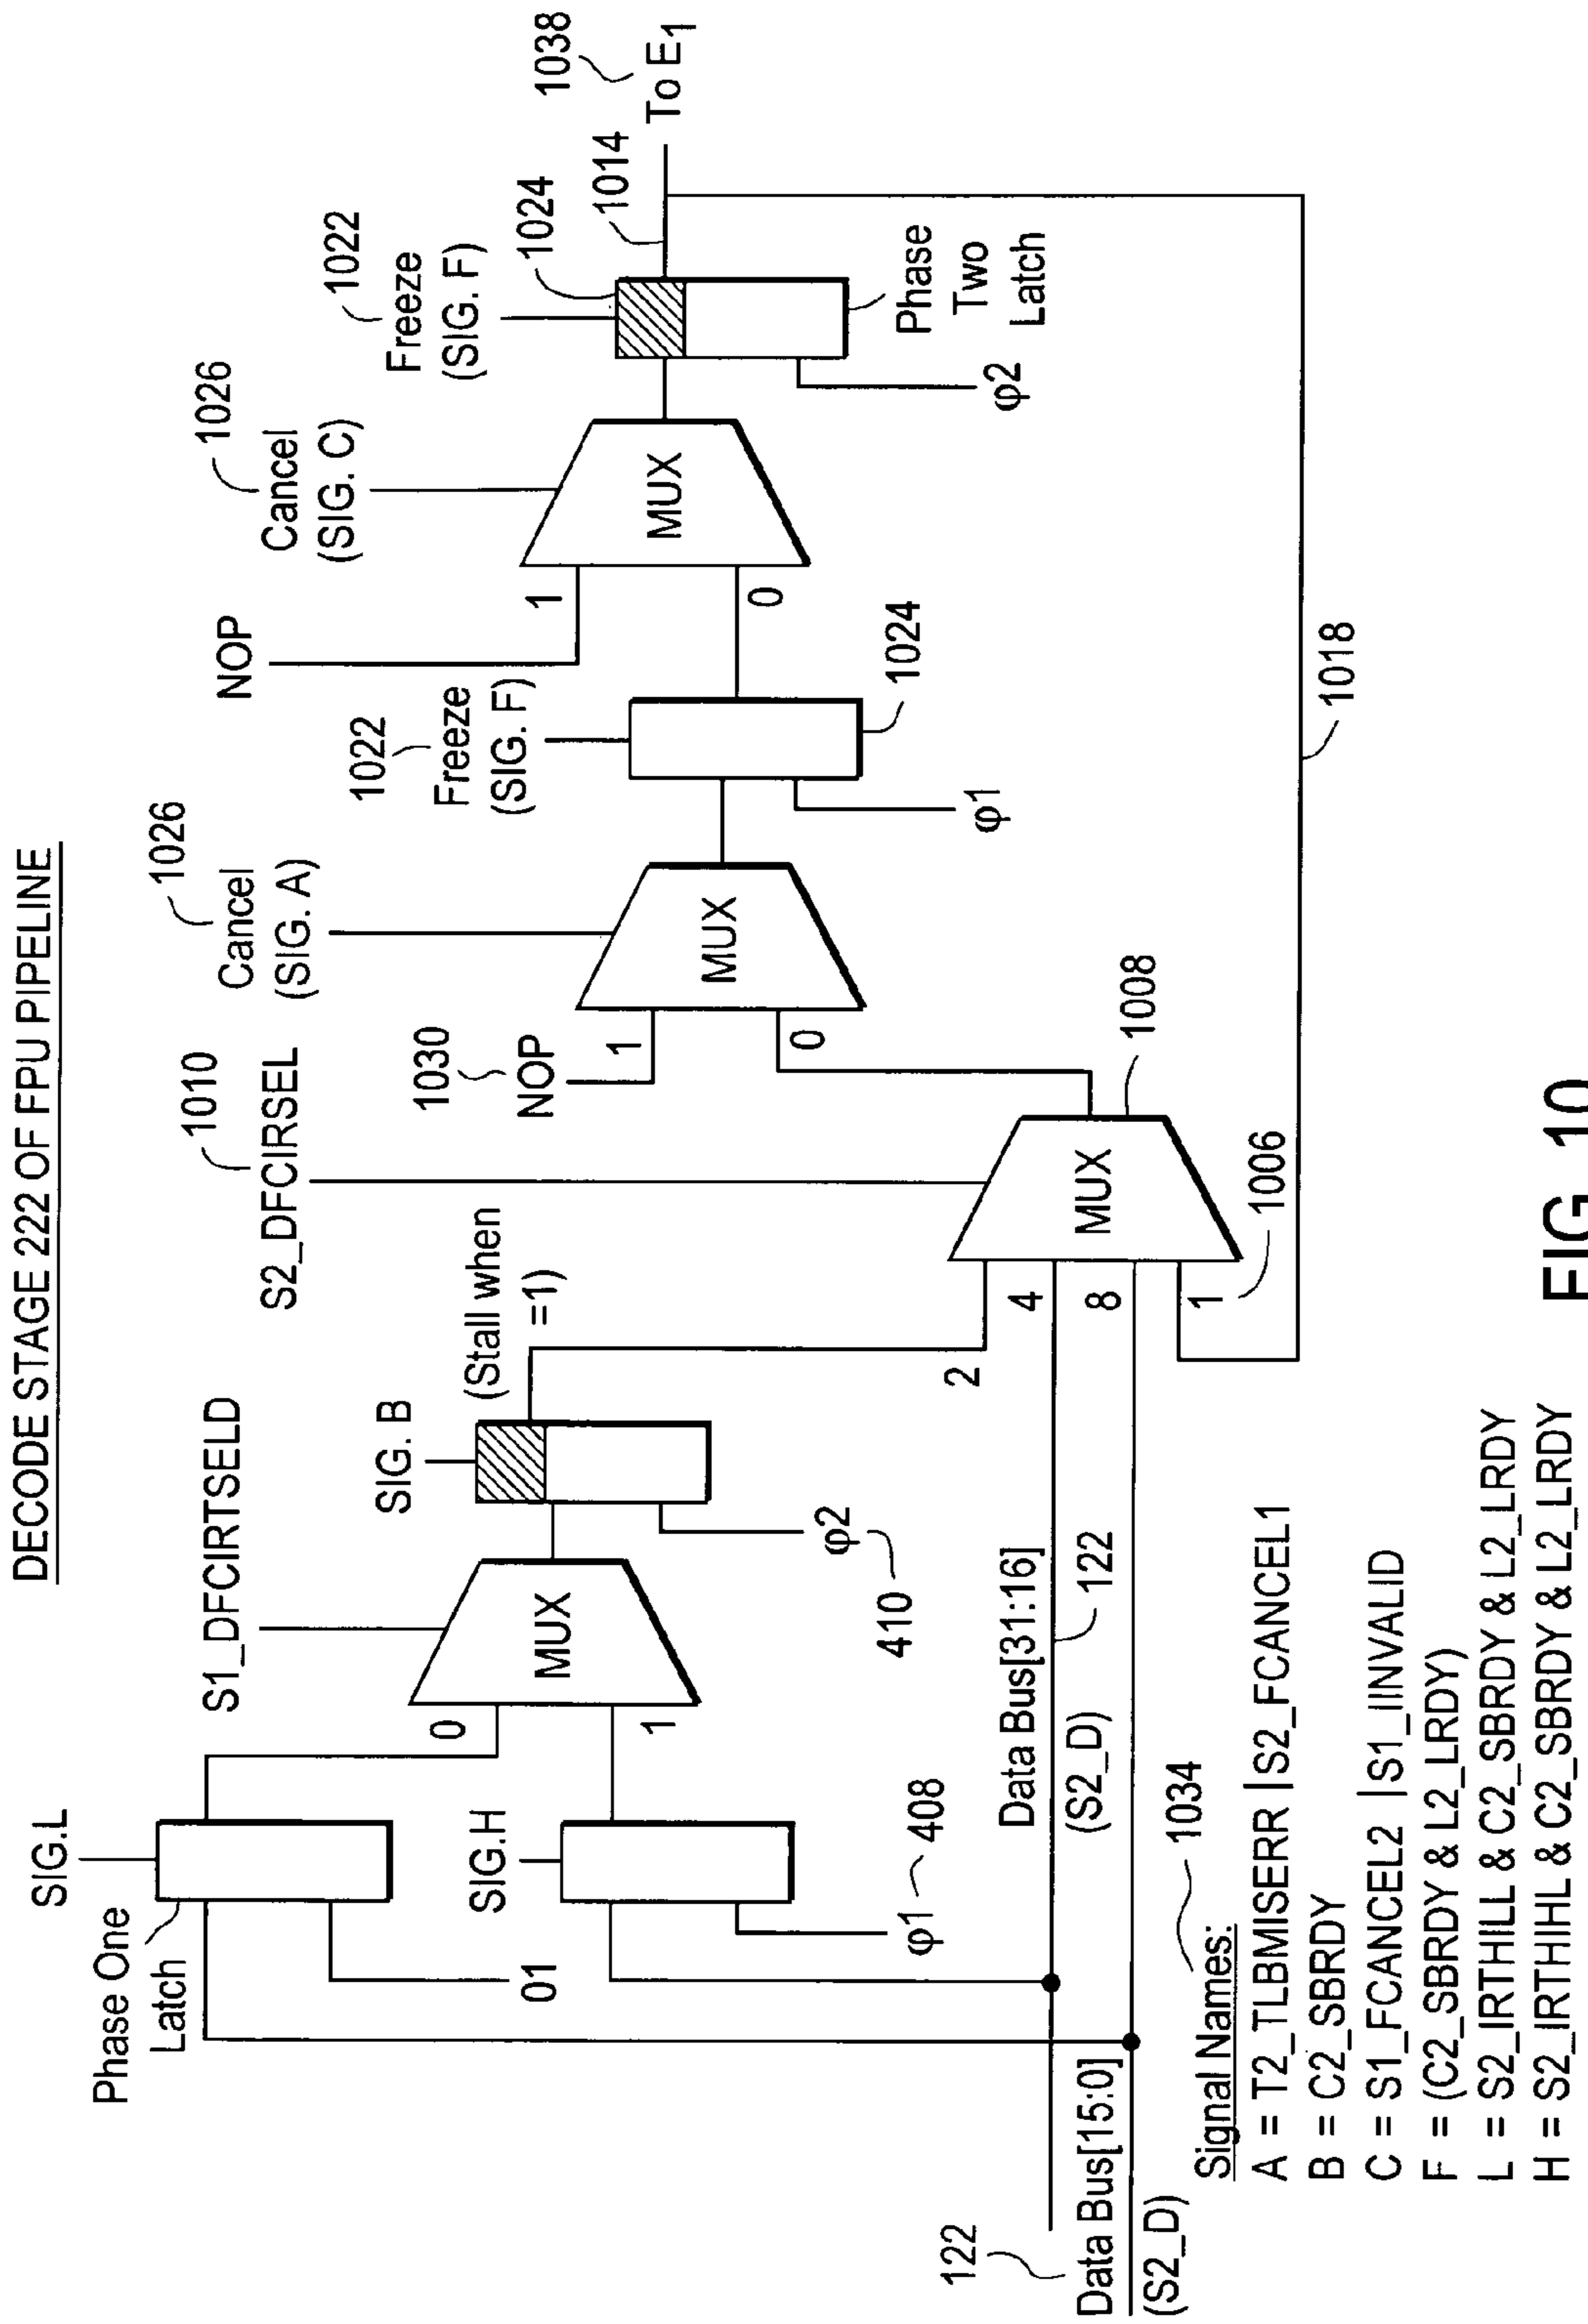 DECODE STAGE 222 OF FPU PIPELINE
SIG.L
Phase One
Latch
01
SIG.H
φ1
408
S1_DFCIRTSELD
0
1
MUX
SIG. B
(Stall when
=1)
φ2
410
122
Data Bus[15:0]
(S2_D)
Data Bus[31:16]
(S2_D)
122
S2_DFCIRSEL
1010
2
4
8
1
MUX
1008
1006
1030
NOP
1
0
Cancel
(SIG. A)
1026
MUX
1022
Freeze
(SIG. F)
φ1
1024
NOP
1
0
Cancel
(SIG. C)
1026
MUX
1022
Freeze
(SIG. F)
1024
φ2
Phase
Two
Latch
1014
To E1
1038
1018
Signal Names:
1034
A = T2_TLBMISERR |S2_FCANCEL1
B = C2_SBRDY
C = S1_FCANCEL2 |S1_IINVALID
F = (C2_SBRDY & L2_LRDY)
L = S2_IRTHILL & C2_SBRDY & L2_LRDY
H = S2_IRTHIHL & C2_SBRDY & L2_LRDY
FIG. 10